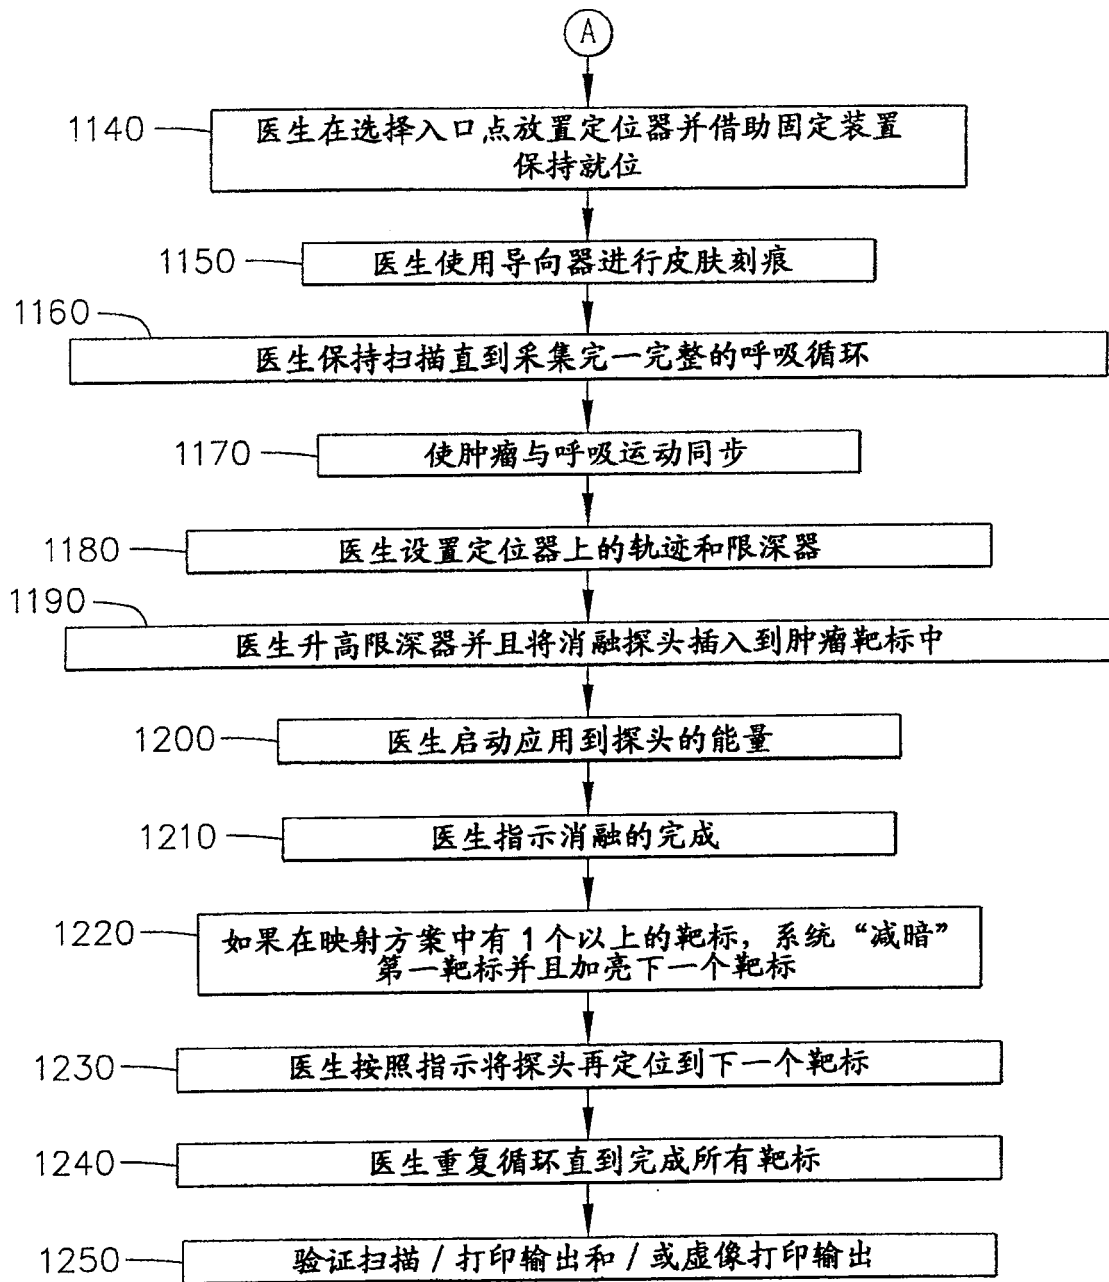 A
1140
医生在选择入口点放置定位器并借助固定装置
保持就位
1150
医生使用导向器进行皮肤刻痕
1160
医生保持扫描直到采集完一完整的呼吸循环
1170
使肿瘤与呼吸运动同步
1180
医生设置定位器上的轨迹和限深器
1190
医生升高限深器并且将消融探头插入到肿瘤靶标中
1200
医生启动应用到探头的能量
1210
医生指示消融的完成
1220
如果在映射方案中有1个以上的靶标，系统“减暗”
第一靶标并且加亮下一个靶标
1230
医生按照指示将探头再定位到下一个靶标
1240
医生重复循环直到完成所有靶标
1250
验证扫描/打印输出和/或虚像打印输出